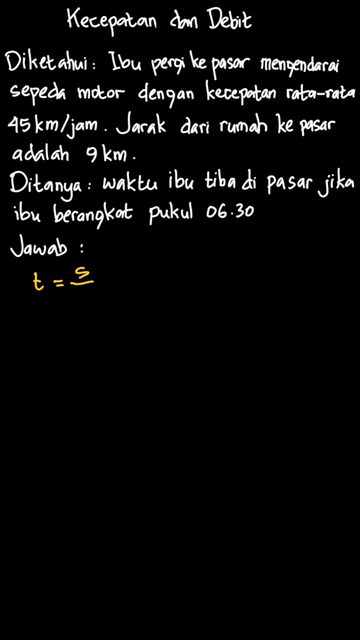 Kecepatan dan Debit
Diketahui : Ibu pergi ke pasar mengendarai
sepeda motor dengan kecepatan rata-rata
45 km/jam. Jarak dari rumah ke pasar
adalah 9 km.
Ditanya : waktu ibu tiba di pasar jika
ibu berangkat pukul 06.30
Jawab :
t = s